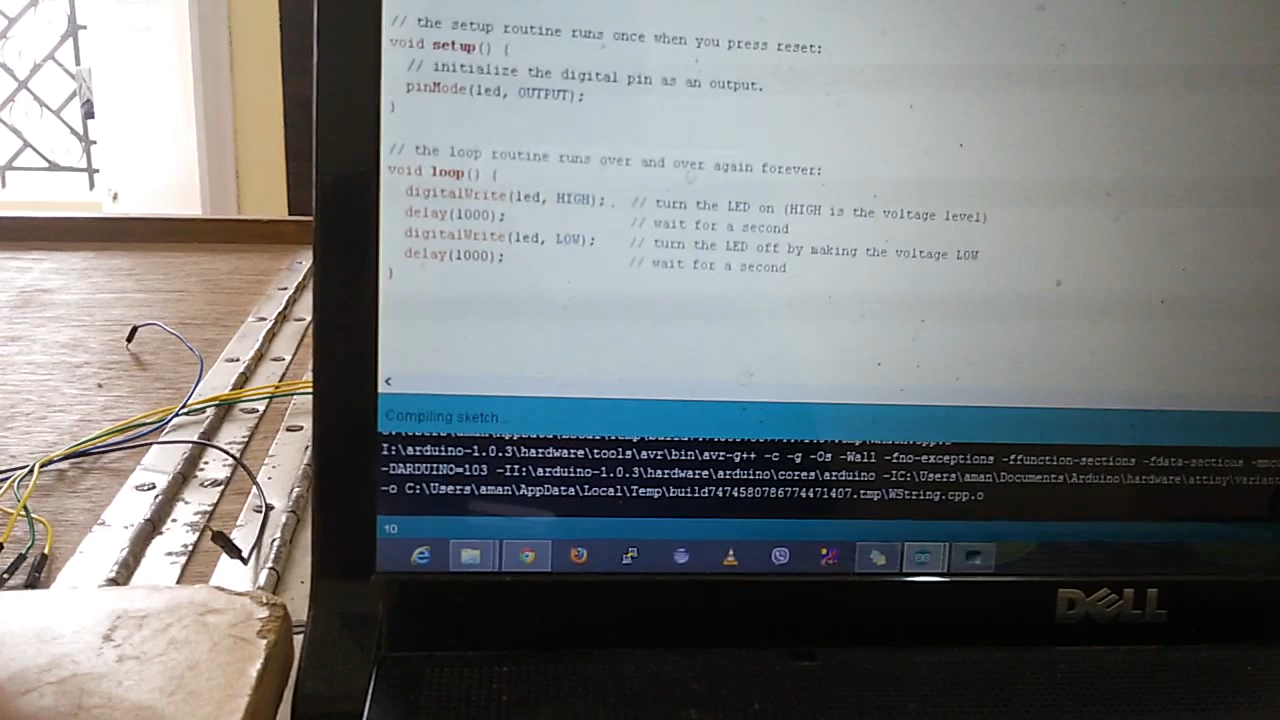 // the setup routine runs once when you press reset:
void setup() {
// initialize the digital pin as an output.
pinMode(led, OUTPUT);
}
// the loop routine runs over and over again forever:
void loop() {
digitalWrite(led, HIGH); // turn the LED on (HIGH is the voltage level)
delay(1000); // wait for a second
digitalWrite(led, LOW); // turn the LED off by making the voltage LOW
delay(1000); // wait for a second
}
Compiling sketch...
I:\arduino-1.0.3\hardware\tools\avr\bin\avr-g++ -c -g -Os -Wall -fno-exceptions -ffunction-sections -fdata-sections
-DARDUINO=103 -II:\arduino-1.0.3\hardware\arduino\cores\arduino -IC:\Users\aman\Documents\Arduino\hardware\attiny\variant
-o C:\Users\aman\AppData\Local\Temp\build7474580786774471407.tmp\WString.cpp.o
10
DELL